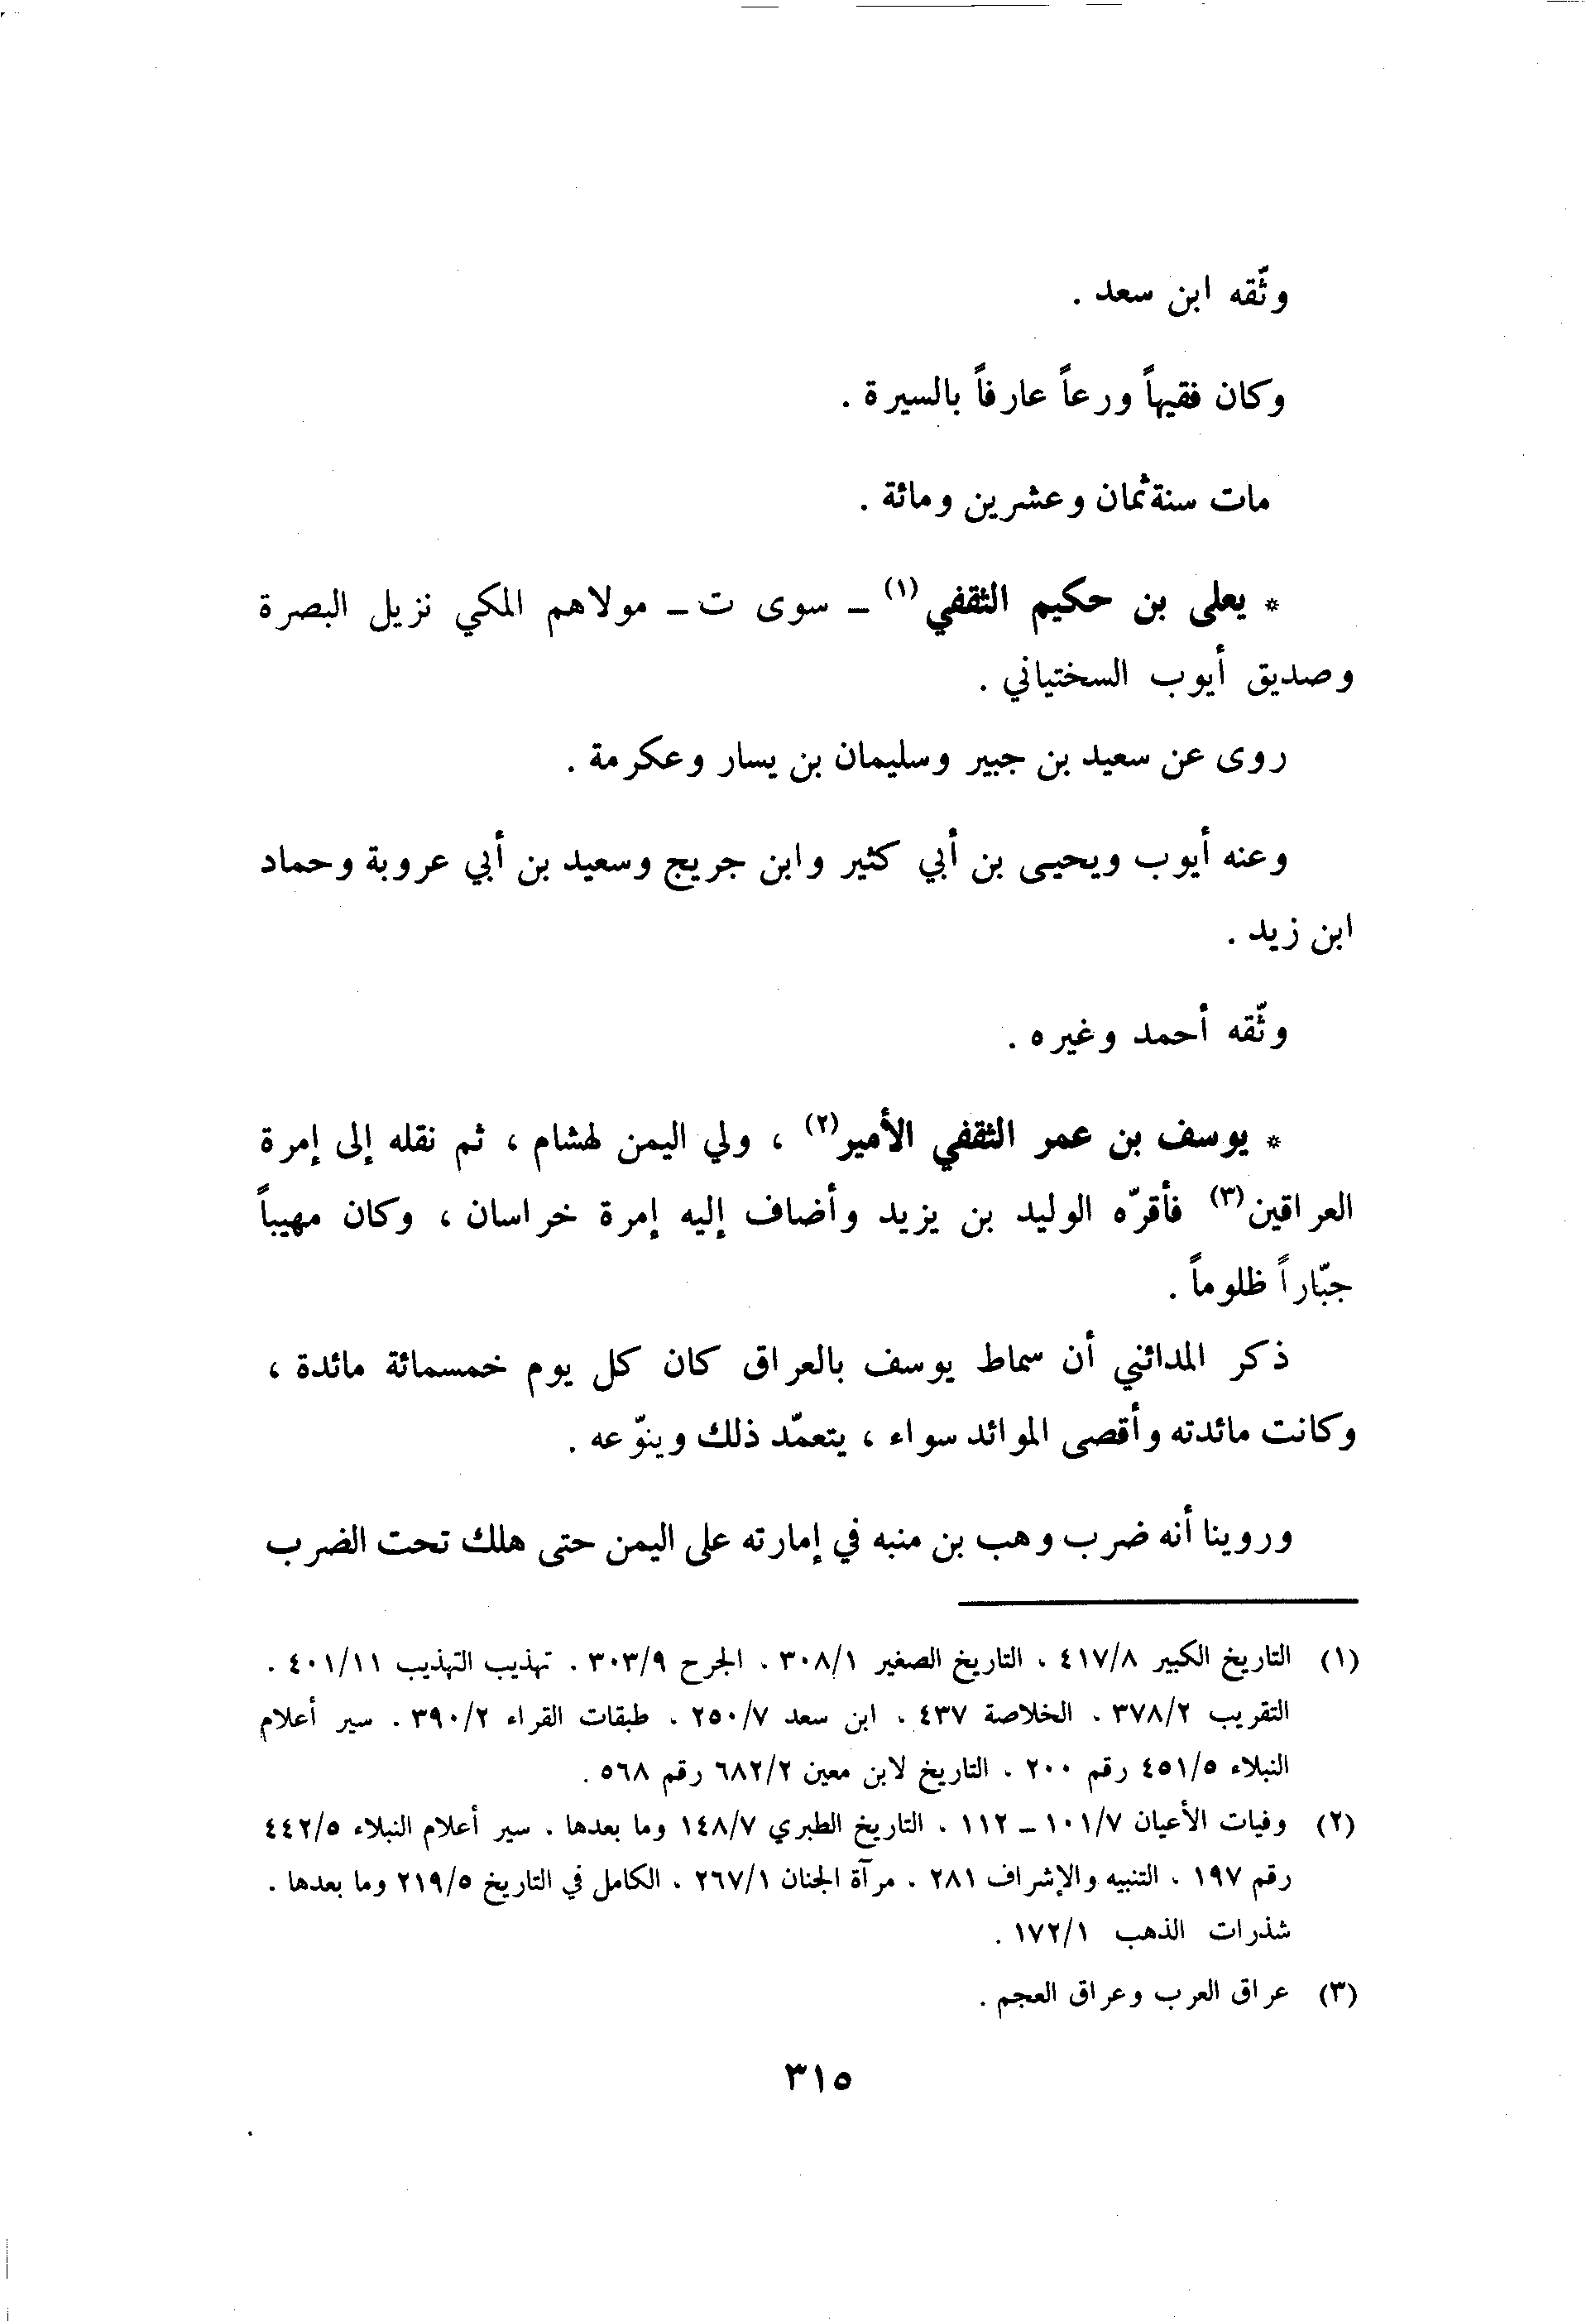 وثّقه ابن سعد .
وكان فقيهاً ورعاً عارفاً بالسيرة .
مات سنة ثمان وعشرين ومائة .
* يعلى بن حكيم الثقفي (١) ــ سوى ت ــ مولاهم المكي نزيل البصرة
وصديق أيوب السختياني .
روى عن سعيد بن جبير وسليمان بن يسار وعكرمة .
وعنه أيوب ويحيى بن أبي كثير وابن جريج وسعيد بن أبي عروبة وحماد
ابن زيد .
وثّقه أحمد وغيره .
* يوسف بن عمر الثقفي الأمير (٢) ، ولي اليمن لهشام ، ثم نقله إلى إمرة
العراقين (٣) فأقرّه الوليد بن يزيد وأضاف إليه إمرة خراسان ، وكان مهيباً
جبّاراً ظلوماً .
ذكر المدائني أن سماط يوسف بالعراق كان كل يوم خمسمائة مائدة ،
وكانت مائدته وأقصى الموائد سواء ، يتعمّد ذلك وينوّعه .
وروينا أنه ضرب وهب بن منبه في إمارته على اليمن حتى هلك تحت الضرب
(١) التاريخ الكبير ٤١٧/٨ . التاريخ الصغير ٣٠٨/١ . الجرح ٣٠٣/٩ . تهذيب التهذيب ٤٠١/١١ .
التقريب ٣٧٨/٢ . الخلاصة ٤٣٧ . ابن سعد ٢٥٠/٧ . طبقات القراء ٣٩٠/٢ . سير أعلام
النبلاء ٤٥١/٥ رقم ٢٠٠ . التاريخ لابن معين ٦٨٢/٢ رقم ٥٦٨ .
(٢) وفيات الأعيان ١٠١/٧ ــ ١١٢ . التاريخ الطبري ١٤٨/٧ وما بعدها . سير أعلام النبلاء ٤٤٢/٥
رقم ١٩٧ . التنبيه والإشراف ٢٨١ . مرآة الجنان ٢٦٧/١ . الكامل في التاريخ ٢١٩/٥ وما بعدها .
شذرات الذهب ١٧٢/١ .
(٣) عراق العرب وعراق العجم .
٣١٥